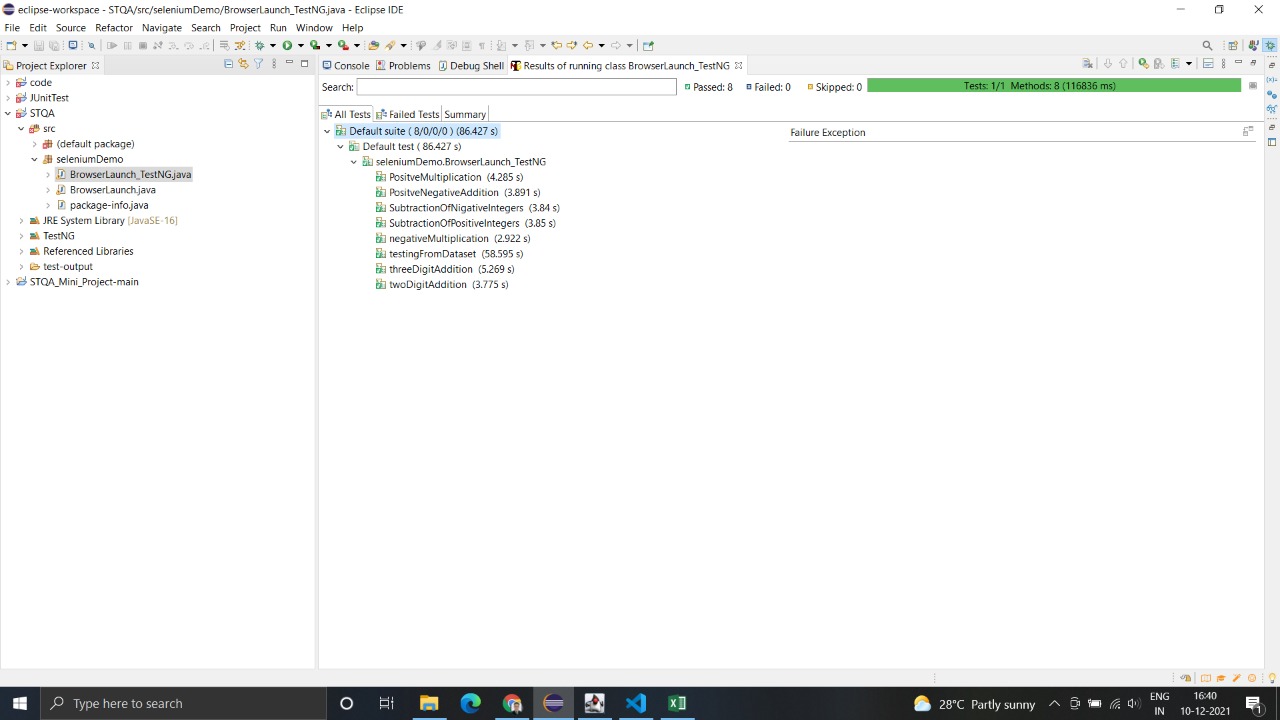 eclipse-workspace - STQA/src/seleniumDemo/BrowserLaunch_TestNG.java - Eclipse IDE
File Edit Source Refactor Navigate Search Project Run Window Help
Project Explorer
code
JUnitTest
STQA
src
(default package)
seleniumDemo
BrowserLaunch_TestNG.java
BrowserLaunch.java
package-info.java
JRE System Library [JavaSE-16]
TestNG
Referenced Libraries
test-output
STQA_Mini_Project-main
Console Problems Debug Shell Results of running class BrowserLaunch_TestNG
Search: Passed: 8 Failed: 0 Skipped: 0 Tests: 1/1 Methods: 8 (116836 ms)
All Tests Failed Tests Summary
Default suite ( 8/0/0/0 ) (86.427 s)
Default test ( 86.427 s)
seleniumDemo.BrowserLaunch_TestNG
PositveMultiplication (4.285 s)
PositveNegativeAddition (3.891 s)
SubtractionOfNigativeIntegers (3.84 s)
SubtractionOfPositiveIntegers (3.85 s)
negativeMultiplication (2.922 s)
testingFromDataset (58.595 s)
threeDigitAddition (5.269 s)
twoDigitAddition (3.775 s)
Failure Exception
Type here to search
28°C Partly sunny
ENG
IN
16:40
10-12-2021
1